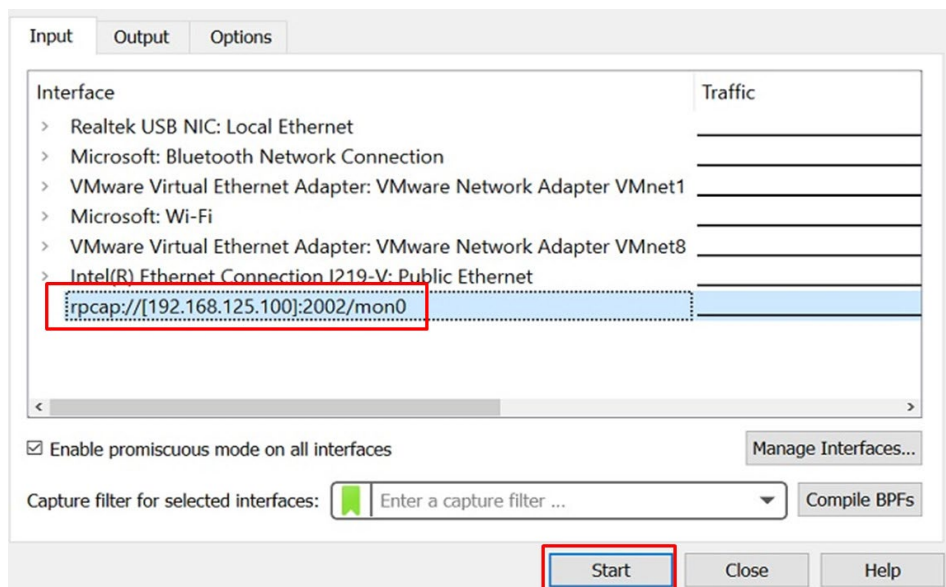 Input Output Options
Interface Traffic
Realtek USB NIC: Local Ethernet
Microsoft: Bluetooth Network Connection
VMware Virtual Ethernet Adapter: VMware Network Adapter VMnet1
Microsoft: Wi-Fi
VMware Virtual Ethernet Adapter: VMware Network Adapter VMnet8
Intel(R) Ethernet Connection I219-V: Public Ethernet
rpcap://[192.168.125.100]:2002/mon0
Enable promiscuous mode on all interfaces Manage Interfaces...
Capture filter for selected interfaces: Enter a capture filter ... Compile BPFs
Start Close Help